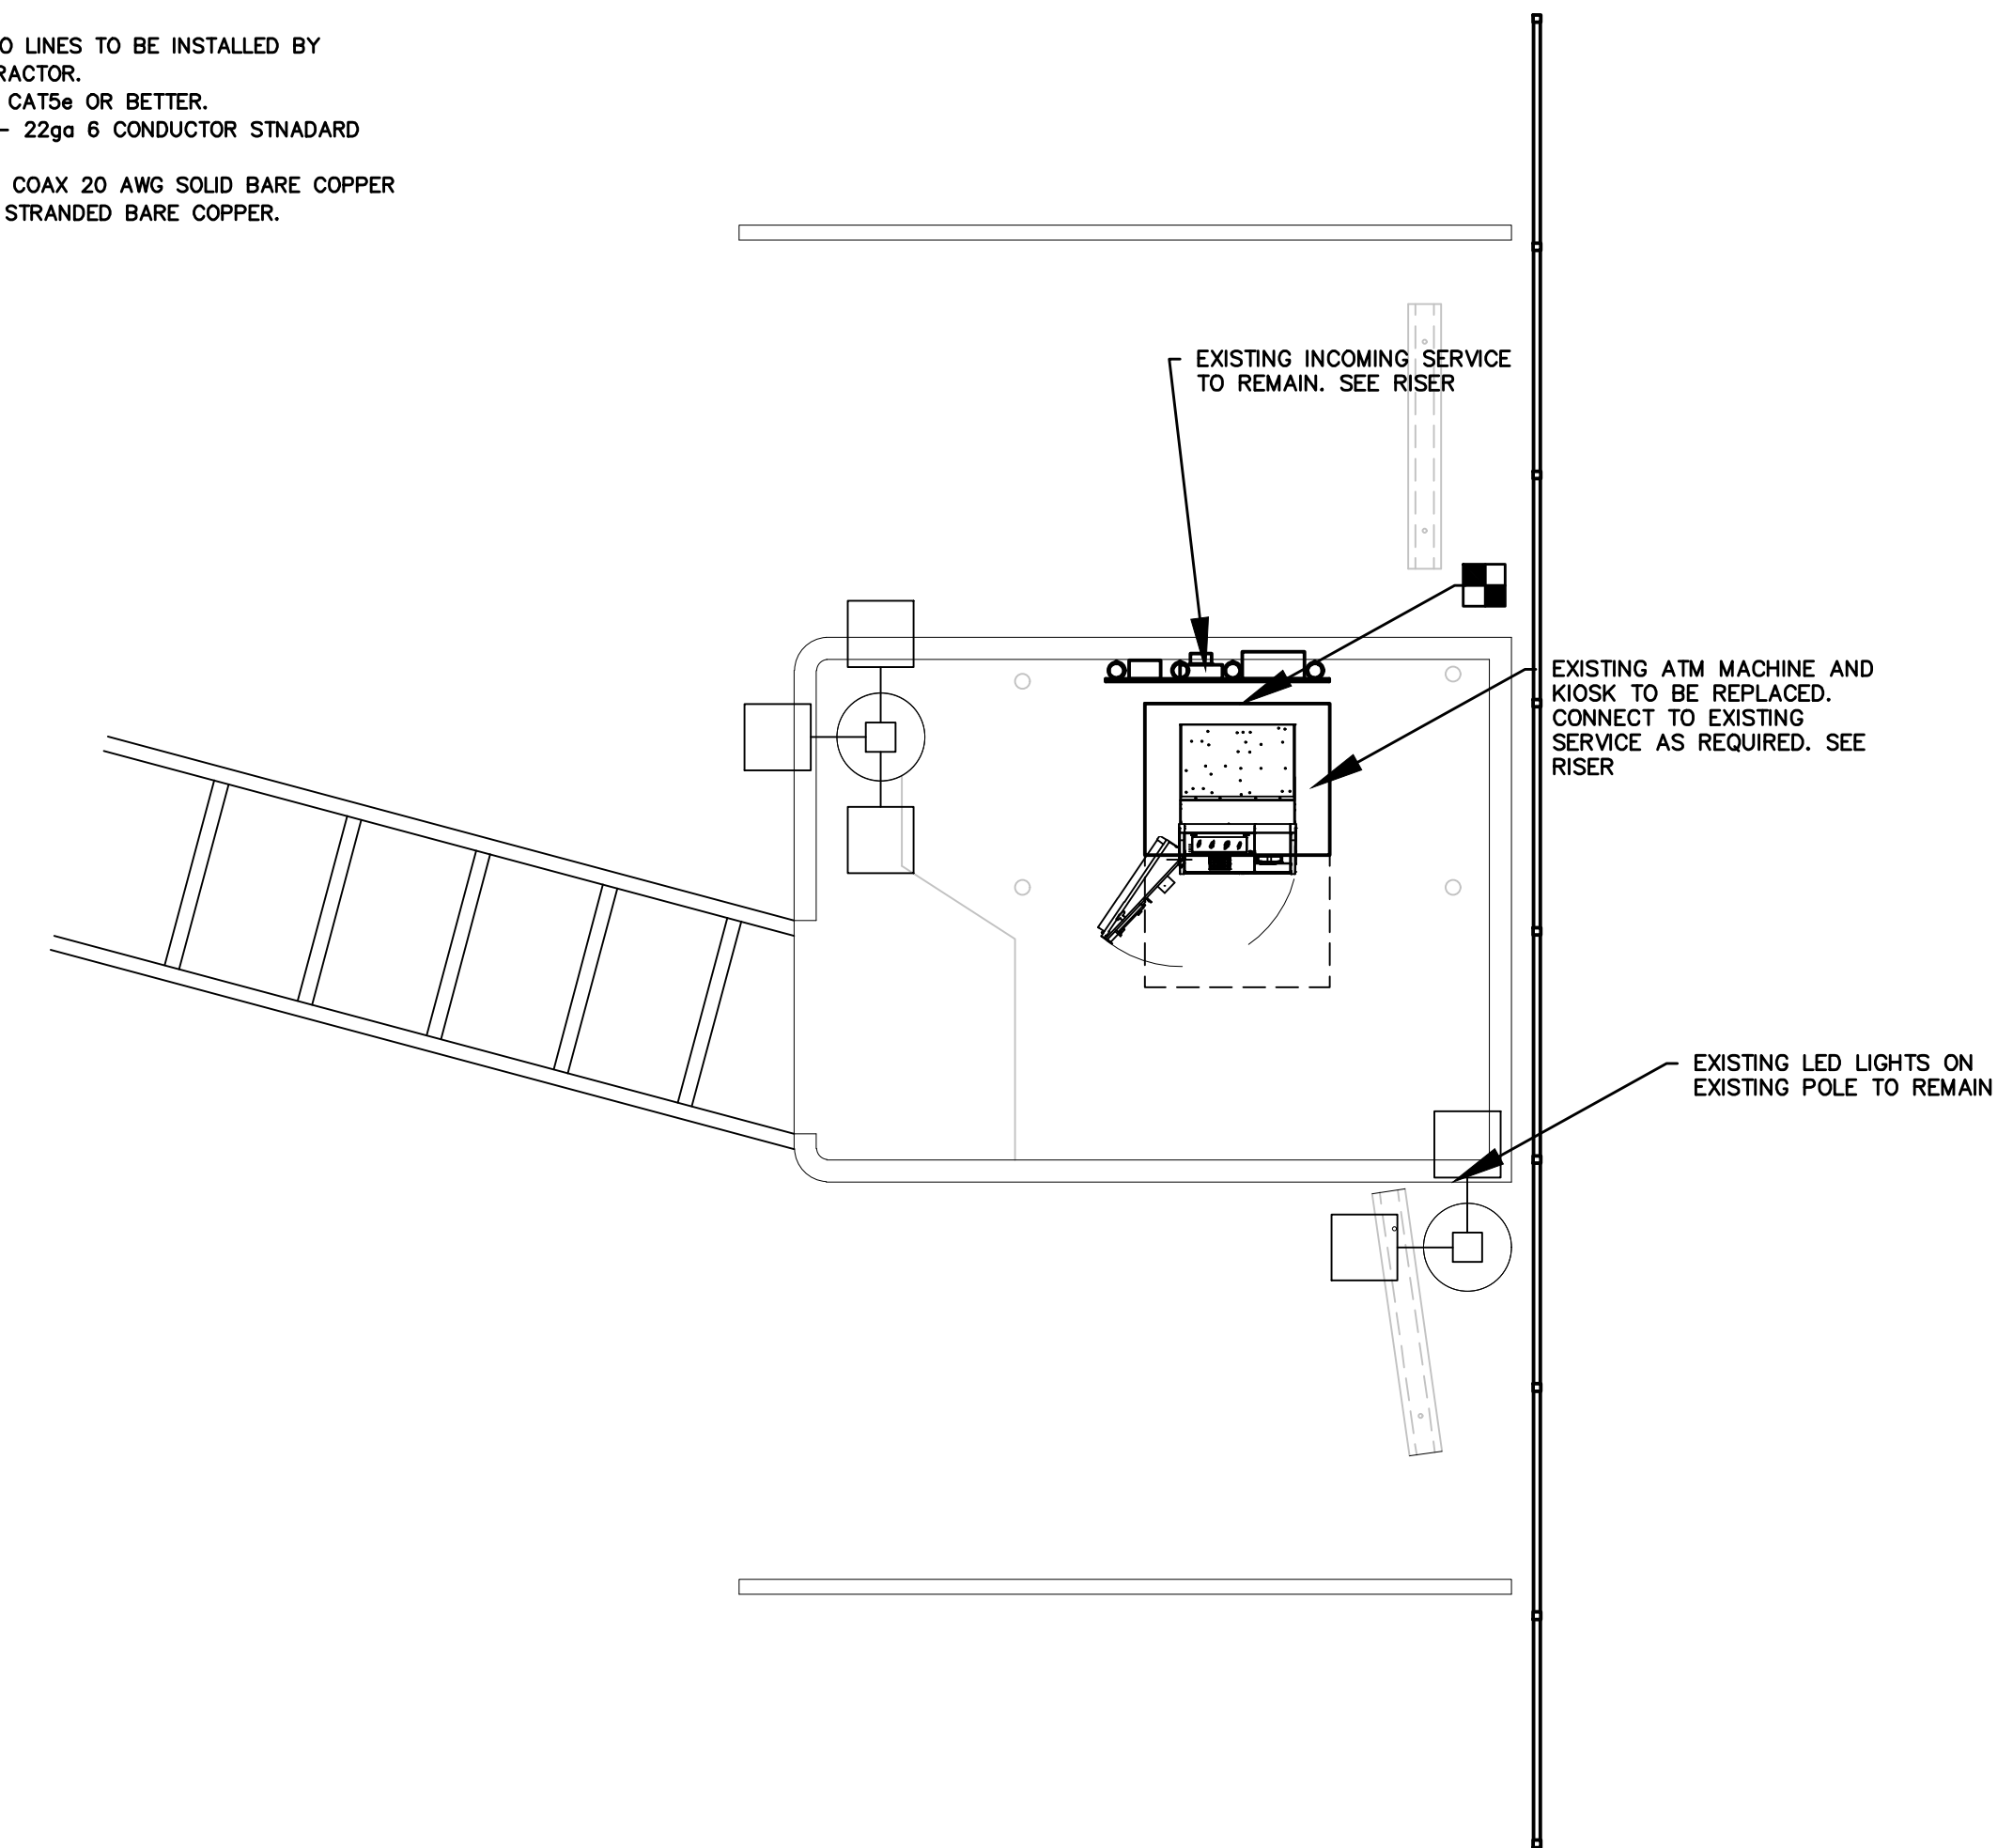 LINES TO BE INSTALLED BY
CAT5e OR BETTER.
- 22ga 6 CONDUCTOR STNADARD
COAX 20 AWG SOLID BARE COPPER
STRANDED BARE COPPER.
EXISTING INCOMING SERVICE
TO REMAIN. SEE RISER
EXISTING ATM MACHINE AND
KIOSK TO BE REPLACED.
CONNECT TO EXISTING
SERVICE AS REQUIRED. SEE
RISER
EXISTING LED LIGHTS ON
EXISTING POLE TO REMAIN